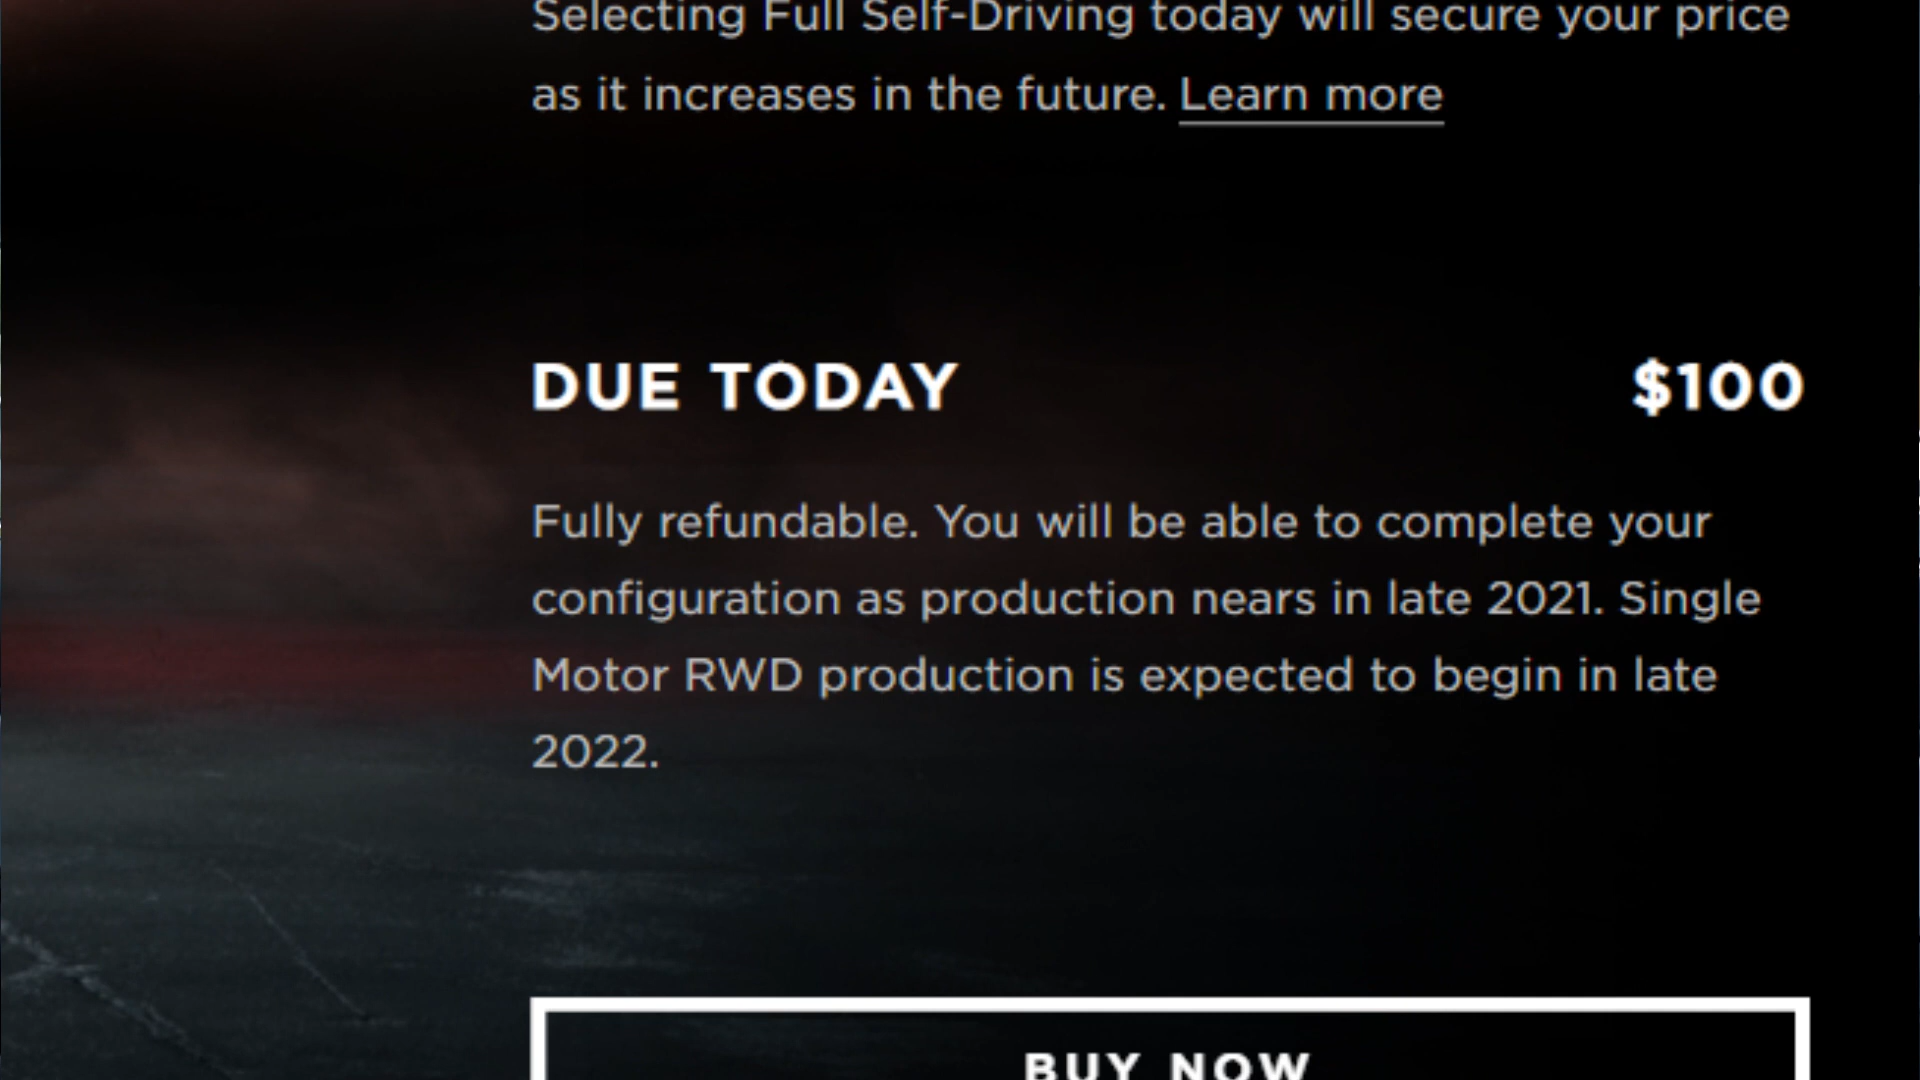 Selecting Full Self-Driving today will secure your price
as it increases in the future. Learn more
DUE TODAY $100
Fully refundable. You will be able to complete your
configuration as production nears in late 2021. Single
Motor RWD production is expected to begin in late
2022.
BUY NOW